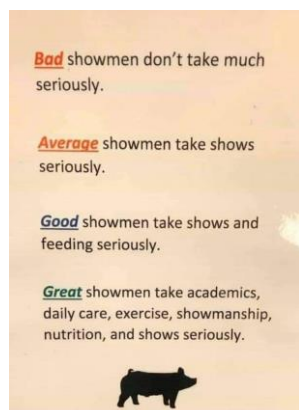 Bad showmen don't take much
seriously.
Average showmen take shows
seriously.
Good showmen take shows and
feeding seriously.
Great showmen take academics,
daily care, exercise, showmanship,
nutrition, and shows seriously.